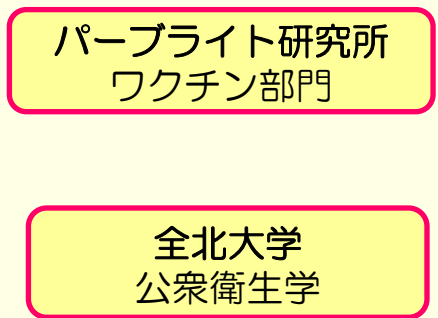 パーブライト研究所
ワクチン部門
全北大学
公衆衛生学